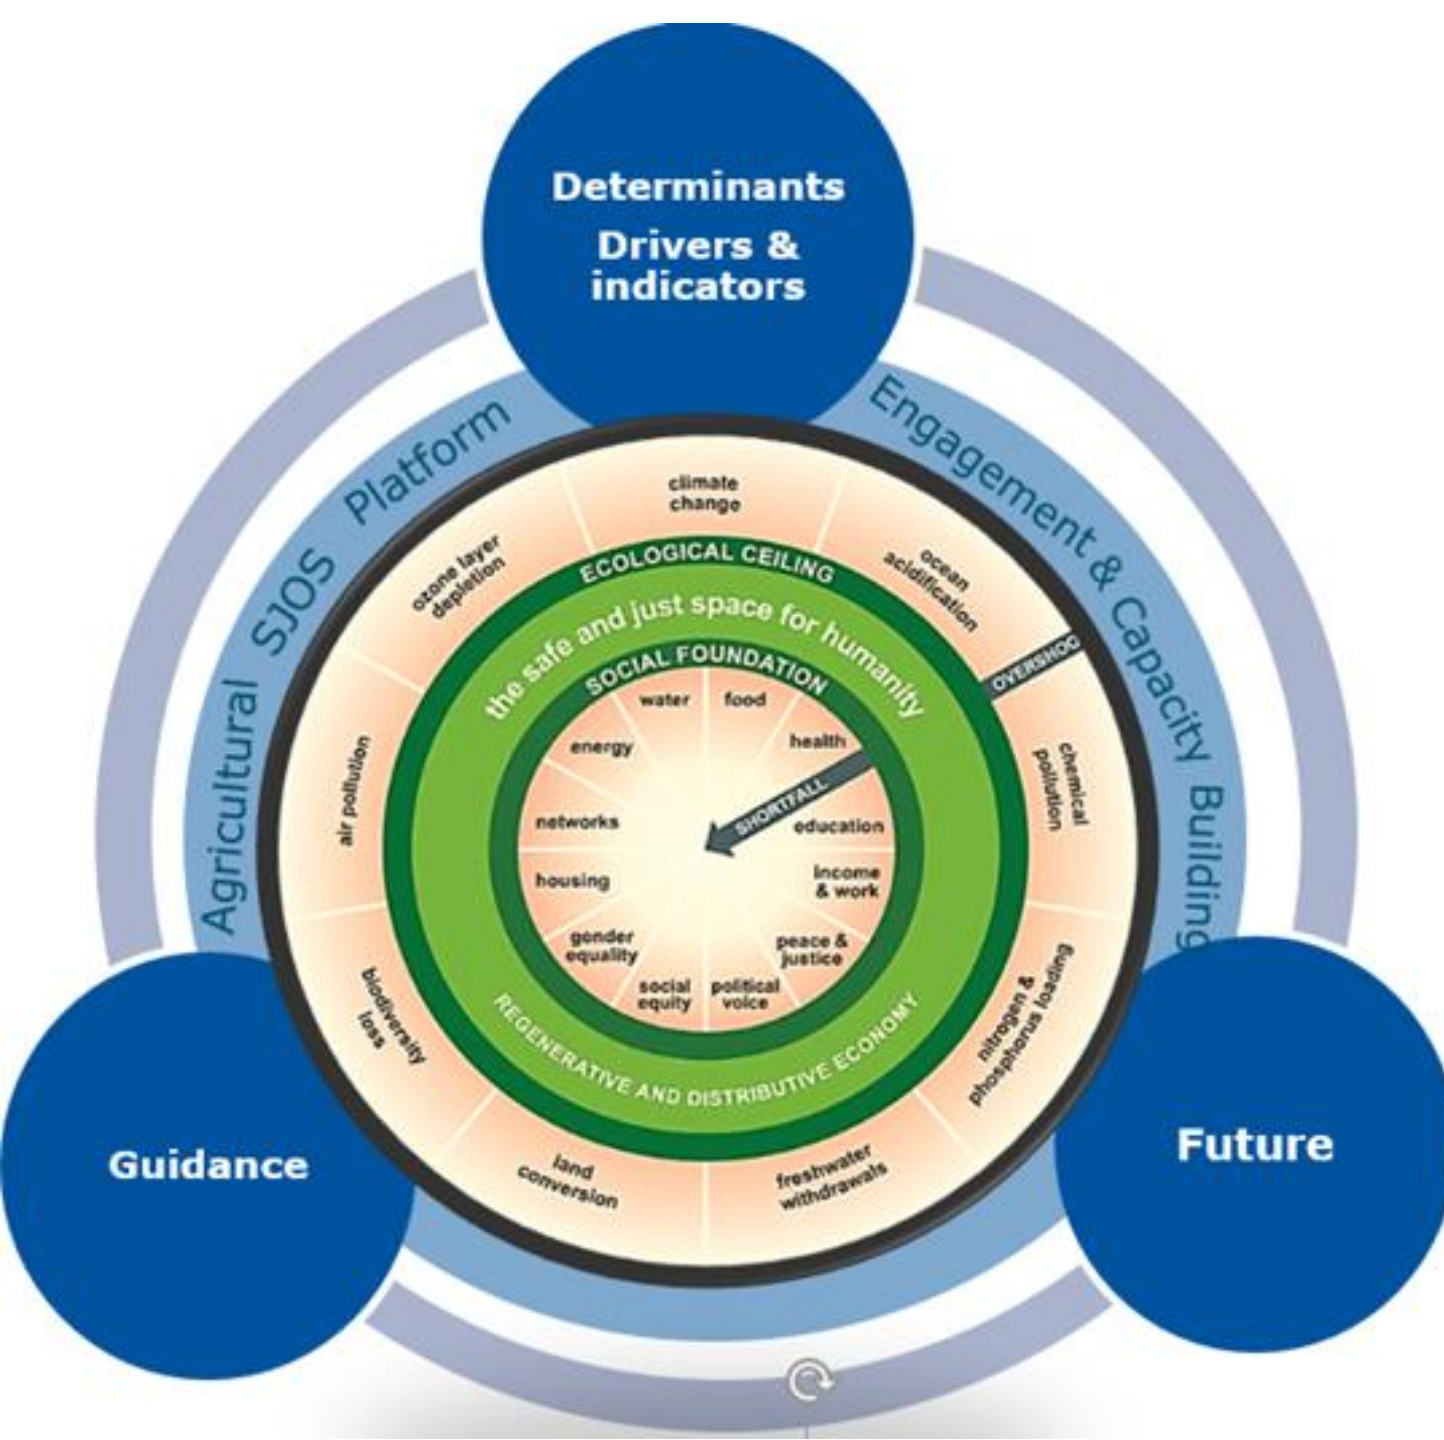 Determinants
Drivers &
indicators
Agricultural SJOS Platform
Engagement & Capacity Building
climate
change
ocean
acidification
chemical
pollution
nitrogen &
phosphorus loading
freshwater
withdrawals
land
conversion
biodiversity
loss
air pollution
ozone layer
depletion
OVERSHOO
ECOLOGICAL CEILING
the safe and just space for humanity
SOCIAL FOUNDATION
water
food
energy
health
SHORTFALL
networks
education
housing
income
& work
gender
equality
peace &
justice
social
equity
political
voice
REGENERATIVE AND DISTRIBUTIVE ECONOMY
Guidance
Future